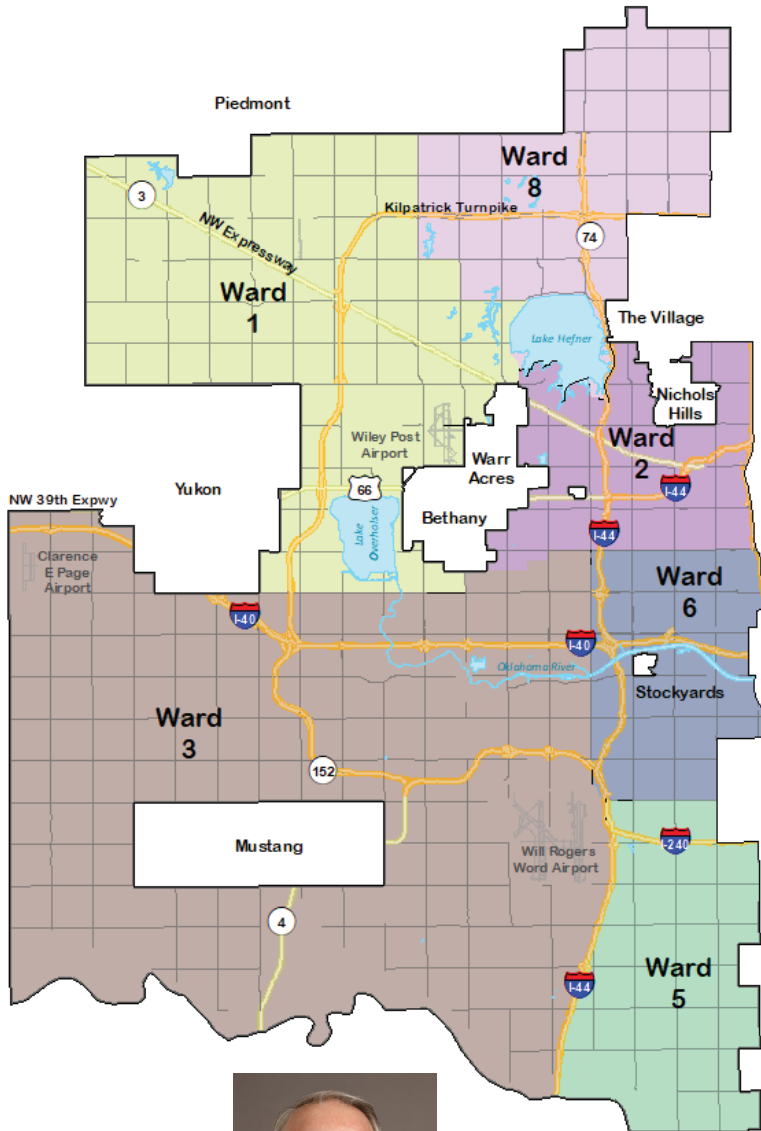 Piedmont
Ward
8
3
Kilpatrick Turnpike
NW Expressway
74
Ward
1
The Village
Lake Hefner
Nichols
Hills
Wiley Post
Airport
Ward
2
Warr
Acres
Yukon
66
I-44
NW 39th Expwy
Bethany
Lake
Overholser
I-44
Clarence
E Page
Airport
Ward
6
I-40
I-40
Oklahoma River
Stockyards
Ward
3
152
Mustang
Will Rogers
Word Airport
I-240
4
Ward
5
I-44